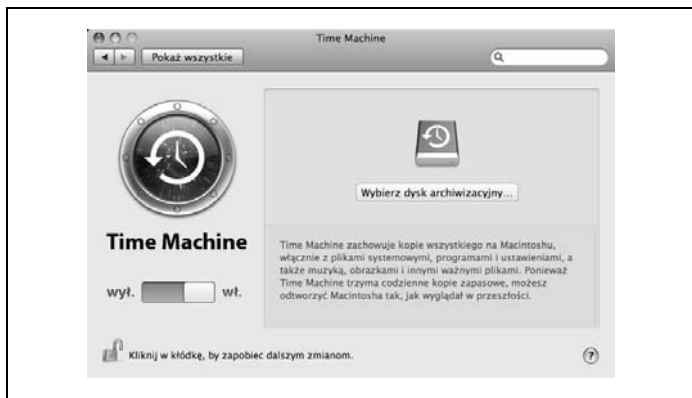 Time Machine
Pokaż wszystkie
Wybierz dysk archiwizacyjny...
Time Machine
Time Machine zachowuje kopie wszystkiego na Macintoshu,
włącznie z plikami systemowymi, programami i ustawieniami, a
także muzyką, obrazkami i innymi ważnymi plikami. Ponieważ
Time Machine trzyma codzienne kopie zapasowe, możesz
odtworzyć Macintosha tak, jak wyglądał w przeszłości.
wył. wł.
Kliknij w kłódkę, by zapobiec dalszym zmianom.
?